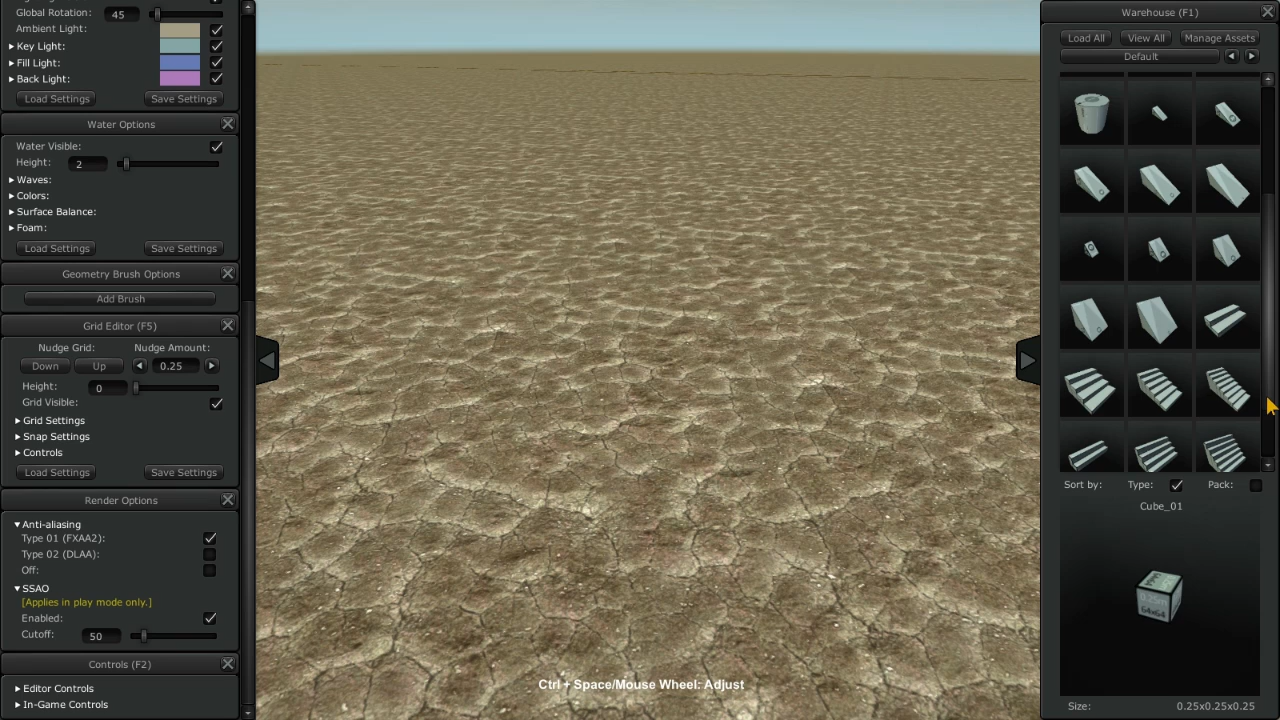 Global Rotation: 45
Ambient Light:
Key Light:
Fill Light:
Back Light:
Load Settings Save Settings
Water Options
Water Visible:
Height: 2
Waves:
Colors:
Surface Balance:
Foam:
Load Settings Save Settings
Geometry Brush Options
Add Brush
Grid Editor (F5)
Nudge Grid: Nudge Amount:
Down Up 0.25
Height: 0
Grid Visible:
Grid Settings
Snap Settings
Controls
Load Settings Save Settings
Render Options
Anti-aliasing
Type 01 (FXAA2):
Type 02 (DLAA):
Off:
SSAO
[Applies in play mode only.]
Enabled:
Cutoff: 50
Controls (F2)
Editor Controls
In-Game Controls
Ctrl + Space/Mouse Wheel: Adjust
Warehouse (F1)
Load All View All Manage Assets
Default
Sort by: Type: Pack:
Cube_01
0.25m
64x64
Size: 0.25x0.25x0.25